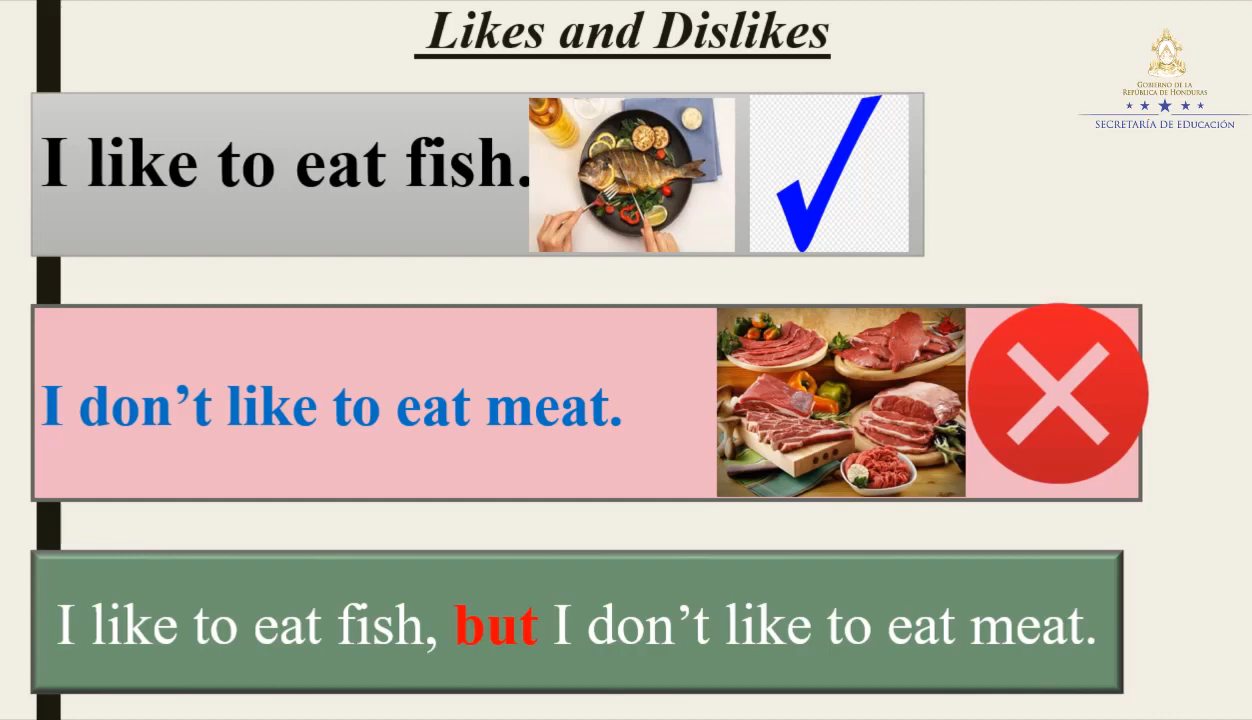 Likes and Dislikes
GOBIERNO DE LA
REPÚBLICA DE HONDURAS
SECRETARÍA DE EDUCACIÓN
I like to eat fish.
I don’t like to eat meat.
I like to eat fish, but I don’t like to eat meat.